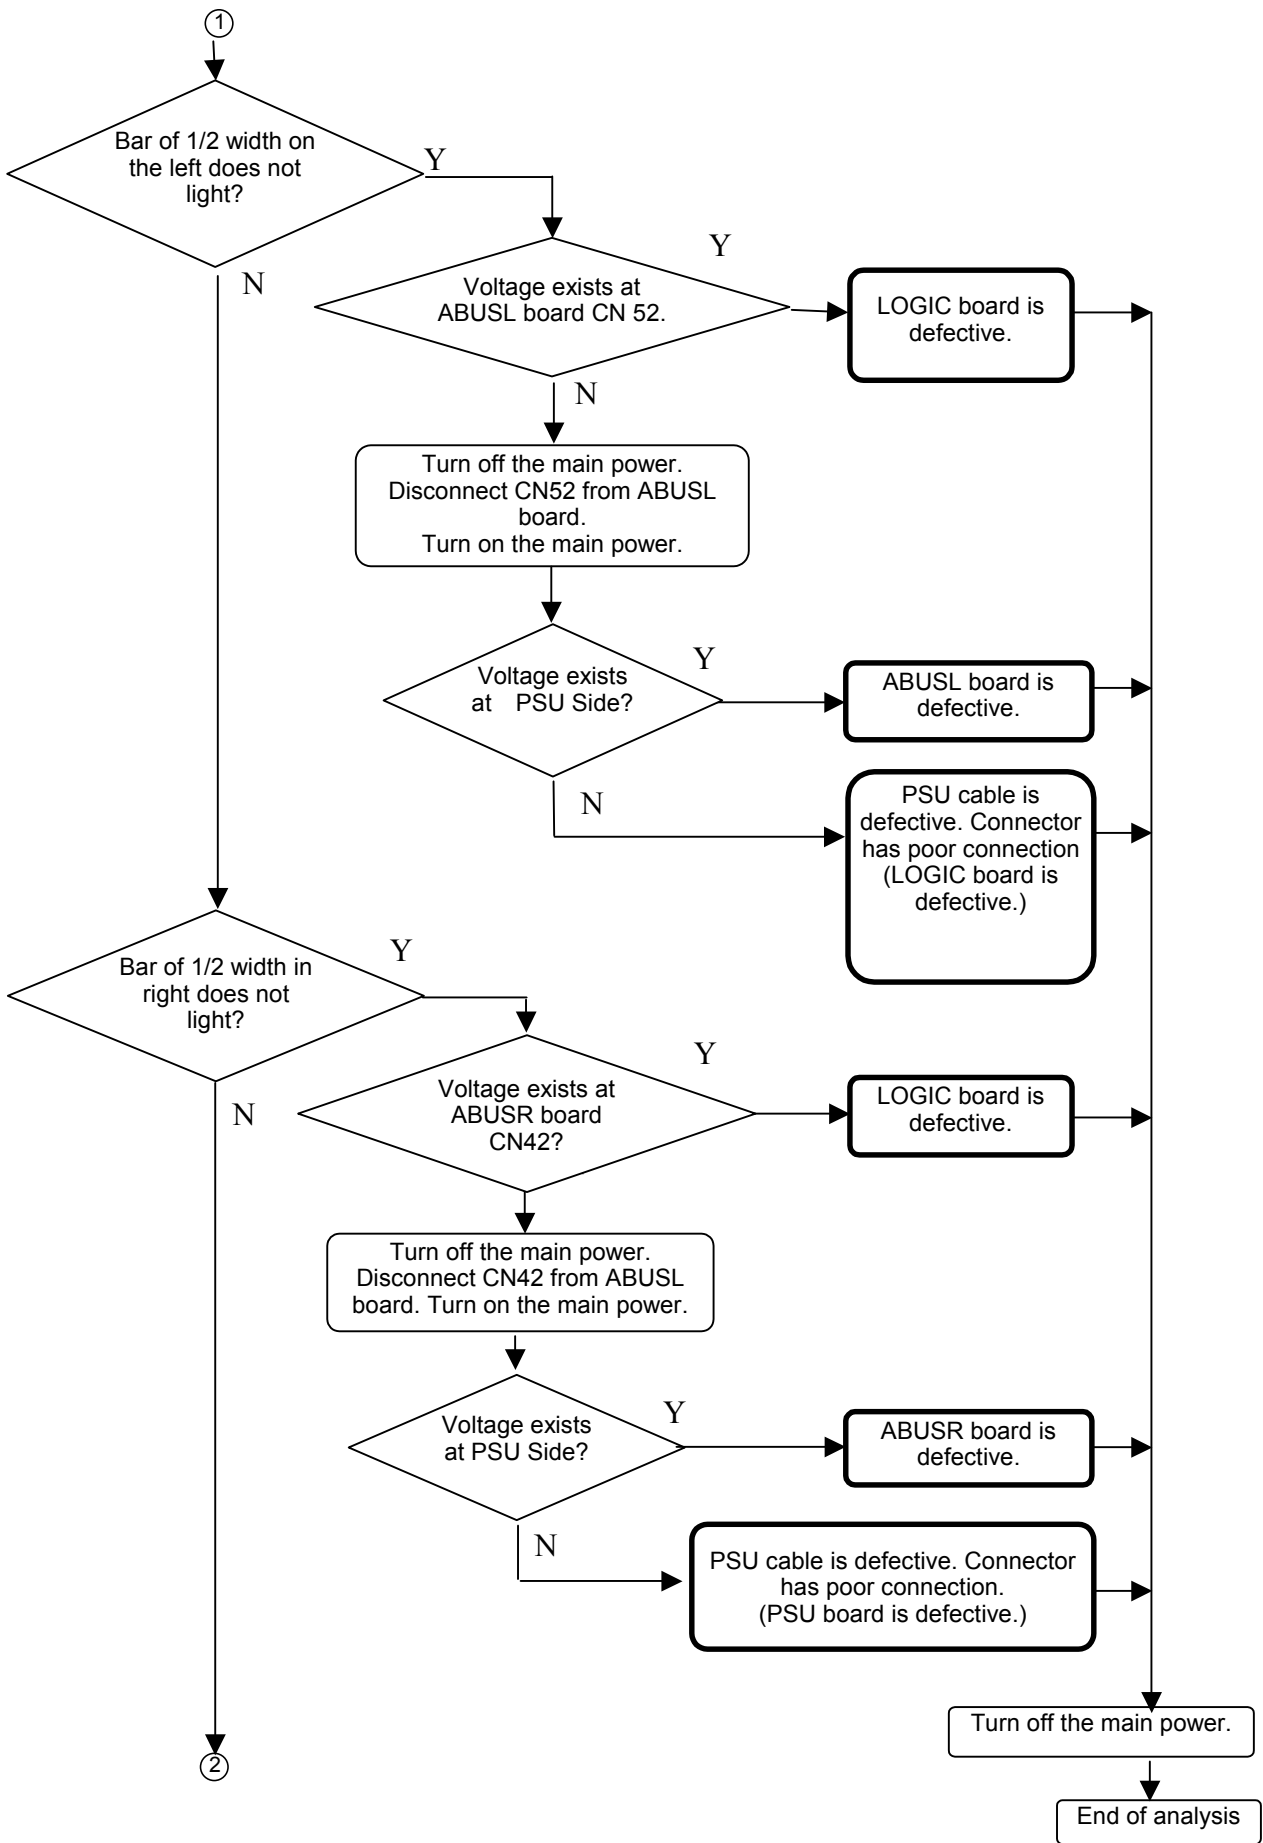 1
Bar of 1/2 width on
the left does not
light?
Y
N
Voltage exists at
ABUSL board CN 52.
Y
LOGIC board is
defective.
N
Turn off the main power.
Disconnect CN52 from ABUSL
board.
Turn on the main power.
Voltage exists
at PSU Side?
Y
ABUSL board is
defective.
N
PSU cable is
defective. Connector
has poor connection
(LOGIC board is
defective.)
Bar of 1/2 width in
right does not
light?
Y
N
Voltage exists at
ABUSR board
CN42?
Y
LOGIC board is
defective.
Turn off the main power.
Disconnect CN42 from ABUSL
board. Turn on the main power.
Voltage exists
at PSU Side?
Y
ABUSR board is
defective.
N
PSU cable is defective. Connector
has poor connection.
(PSU board is defective.)
Turn off the main power.
2
End of analysis